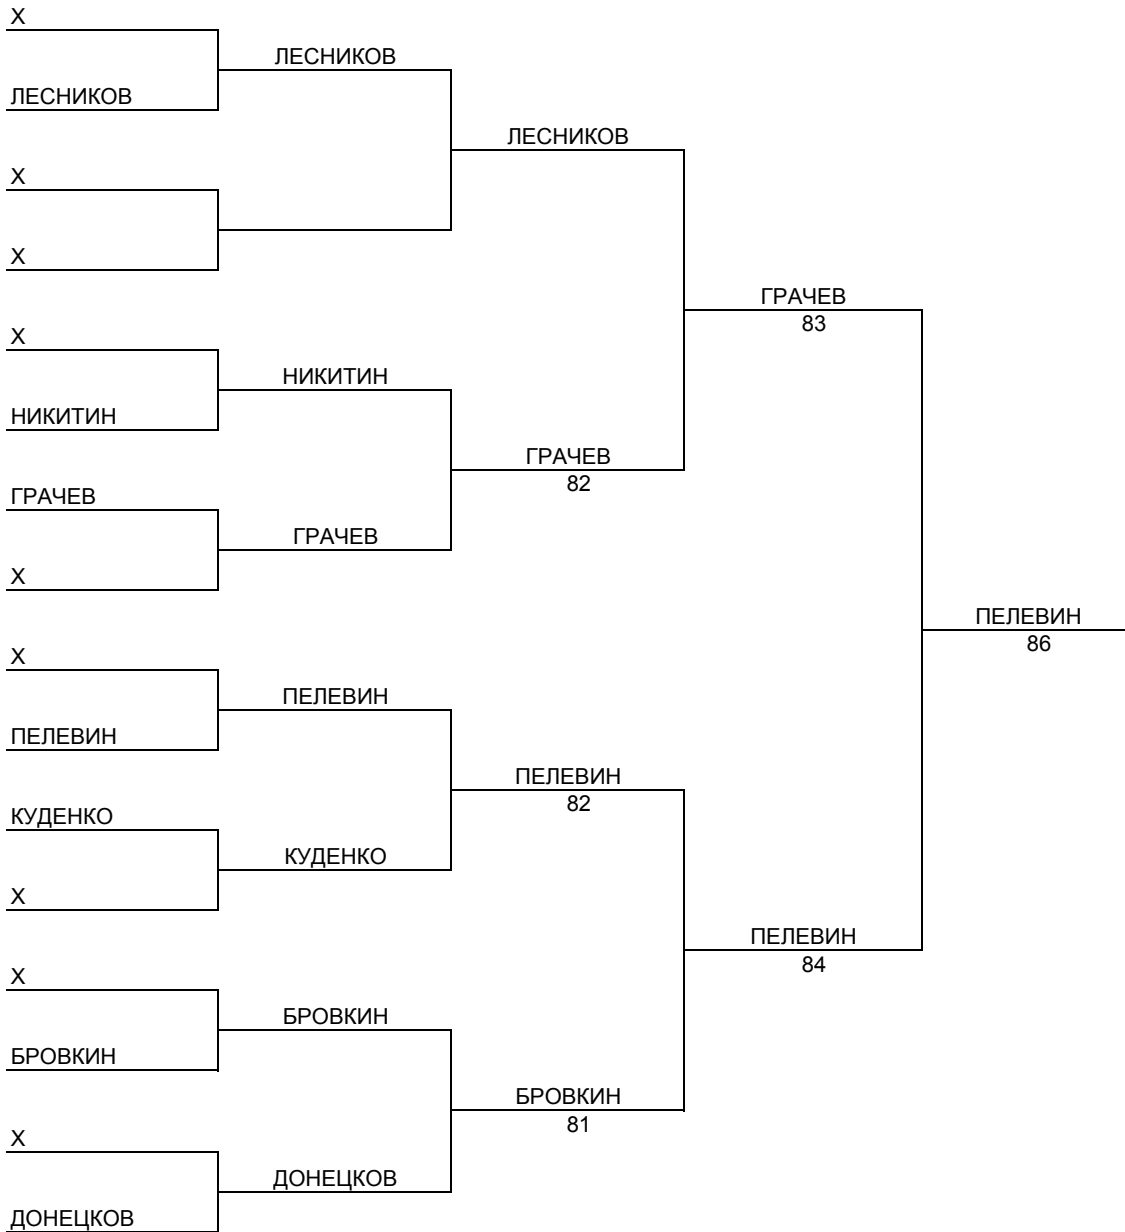 X
ЛЕСНИКОВ
ЛЕСНИКОВ
ЛЕСНИКОВ
X
X
ГРАЧЕВ
83
X
НИКИТИН
НИКИТИН
ГРАЧЕВ
82
ГРАЧЕВ
ГРАЧЕВ
X
ПЕЛЕВИН
86
X
ПЕЛЕВИН
ПЕЛЕВИН
ПЕЛЕВИН
82
КУДЕНКО
КУДЕНКО
X
ПЕЛЕВИН
84
X
БРОВКИН
БРОВКИН
БРОВКИН
81
X
ДОНЕЦКОВ
ДОНЕЦКОВ